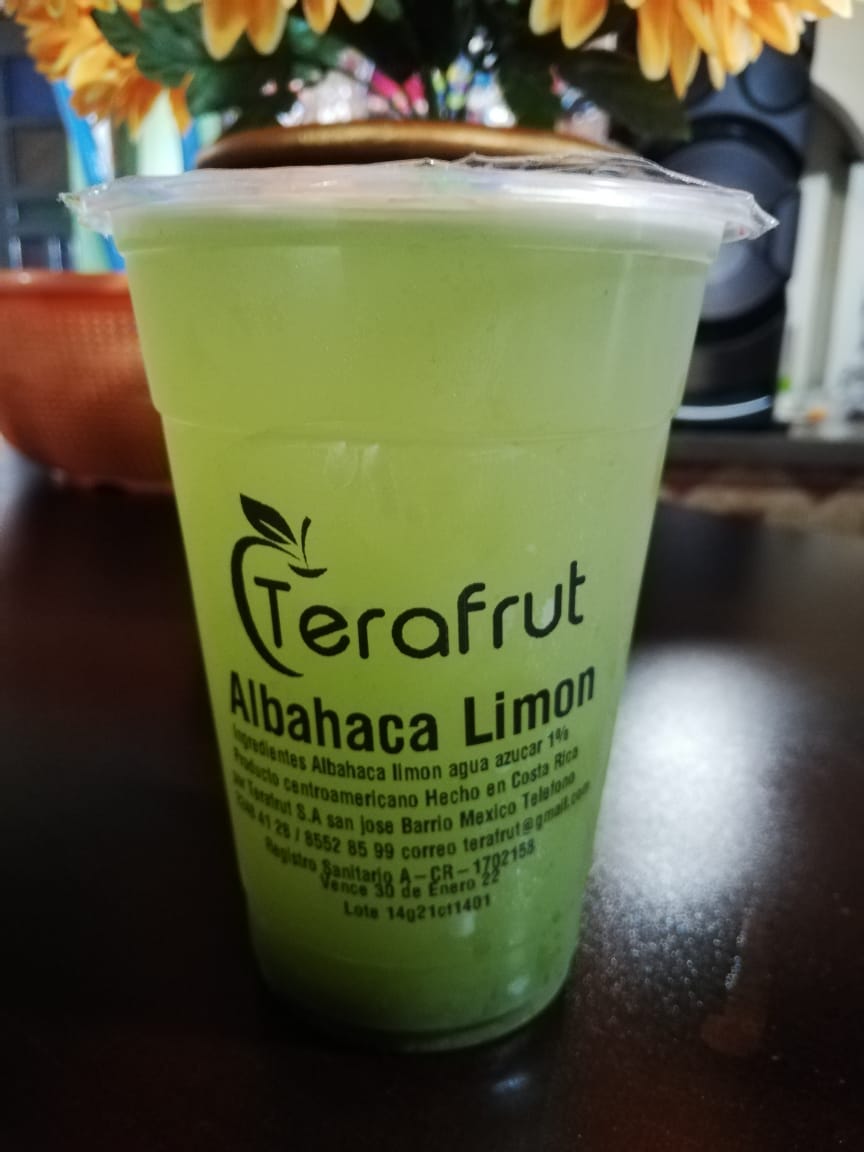 Terafrut
Albahaca Limon
Ingredientes Albahaca limon agua azucar 1%
Producto centroamericano Hecho en Costa Rica
por Terafrut S.A san jose Barrio Mexico Telefono
41 28 / 8552 85 99 correo terafrut@gmail.com
Registro Sanitario A-CR-1702158
Vence 30 de Enero 22
Lote 14g21ct1401